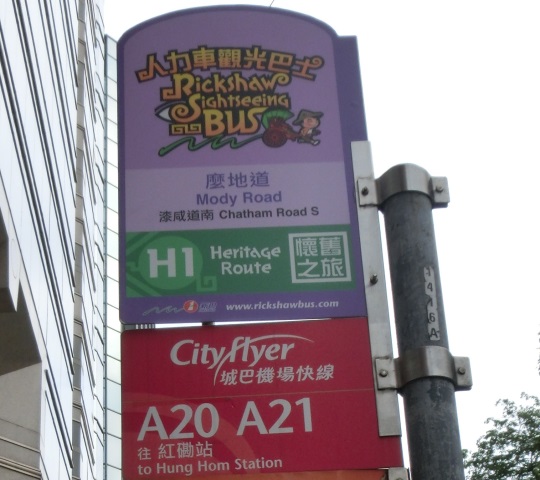 人力車觀光巴士
Rickshaw
Sightseeing
BUS
麼地道
Mody Road
漆咸道南 Chatham Road S
H1 Heritage Route 懷舊之旅
www.rickshawbus.com
Cityflyer
城巴機場快線
A20 A21
往 紅磡站
to Hung Hom Station